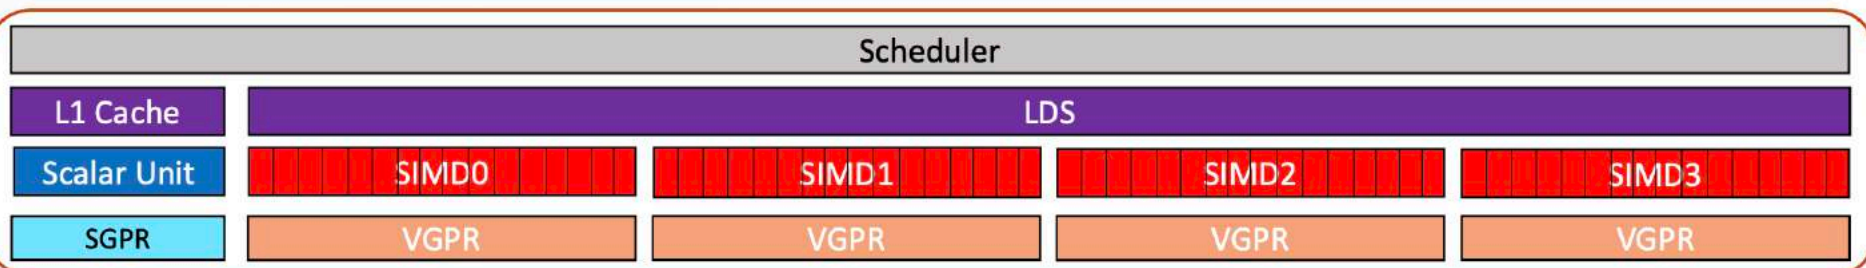 Scheduler
L1 Cache LDS
Scalar Unit SIMD0 SIMD1 SIMD2 SIMD3
SGPR VGPR VGPR VGPR VGPR